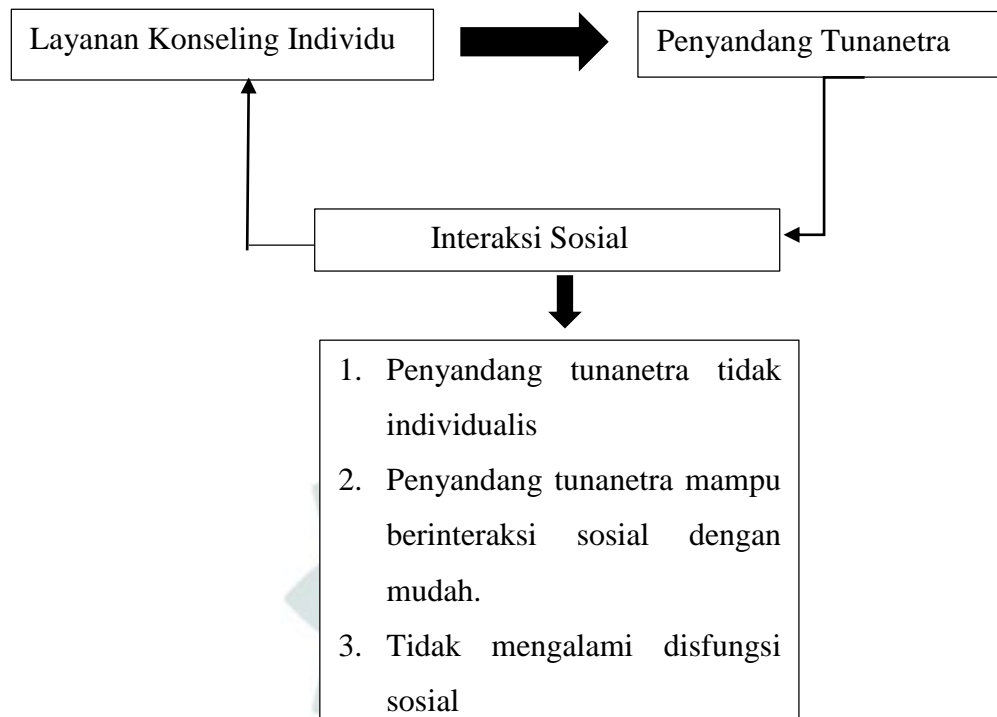 Layanan Konseling Individu
Penyandang Tunanetra
Interaksi Sosial
1. Penyandang tunanetra tidak
individualis
2. Penyandang tunanetra mampu
berinteraksi sosial dengan
mudah.
3. Tidak mengalami disfungsi
sosial